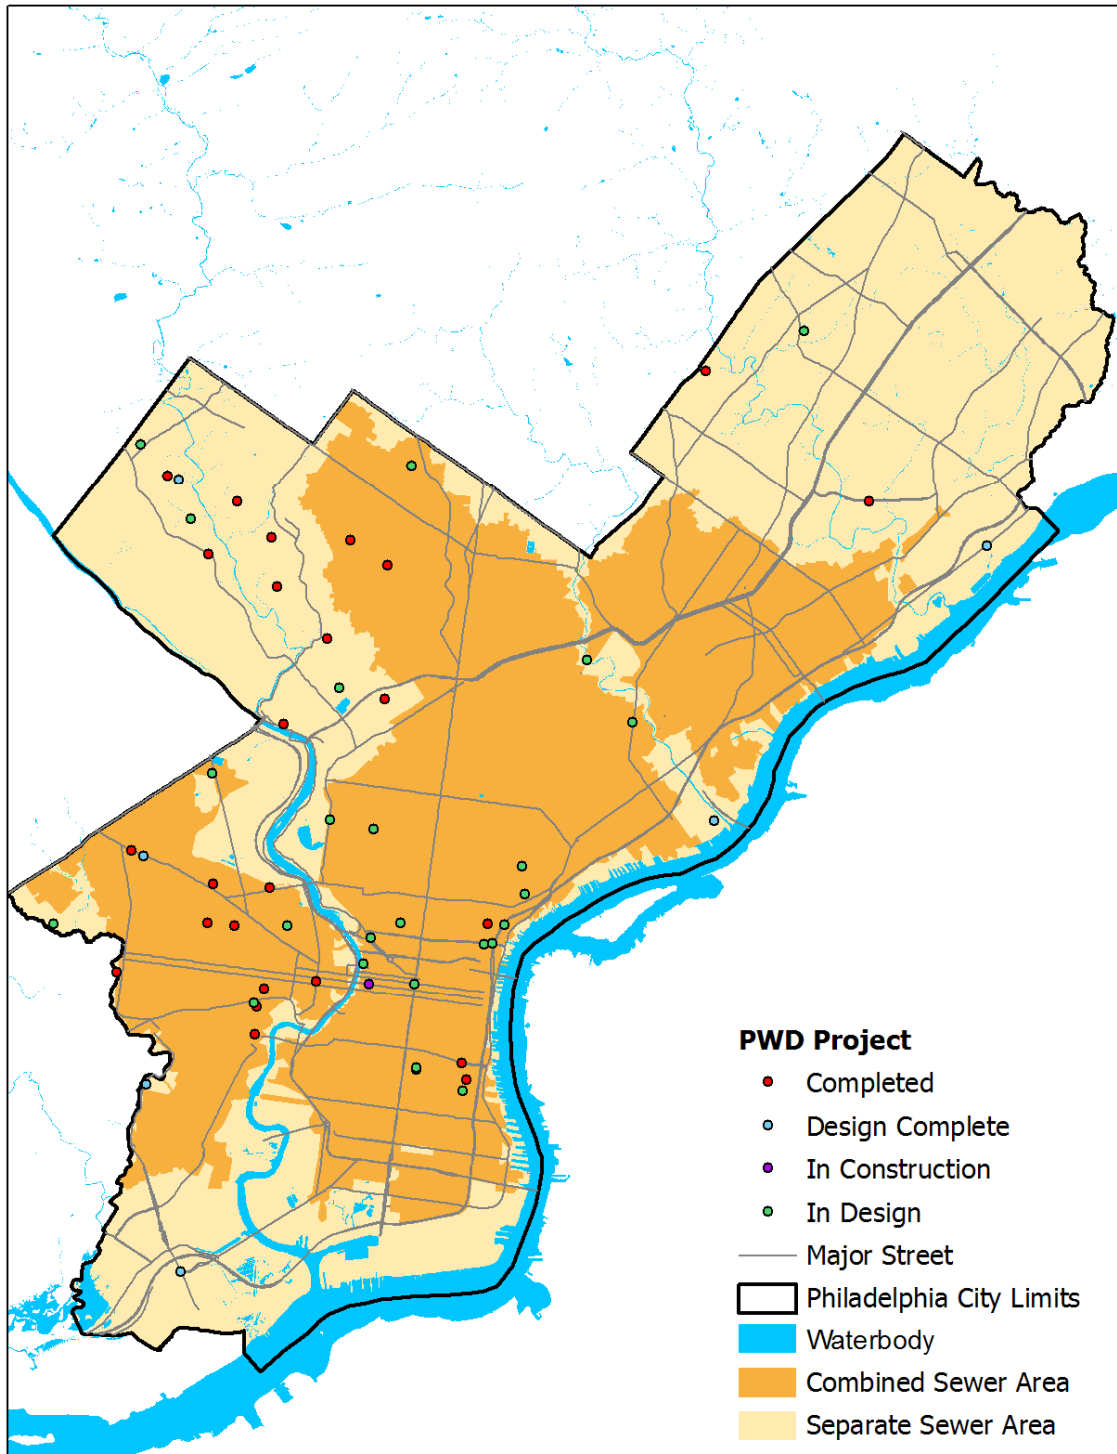 PWD Project
Completed
Design Complete
In Construction
In Design
Major Street
Philadelphia City Limits
Waterbody
Combined Sewer Area
Separate Sewer Area